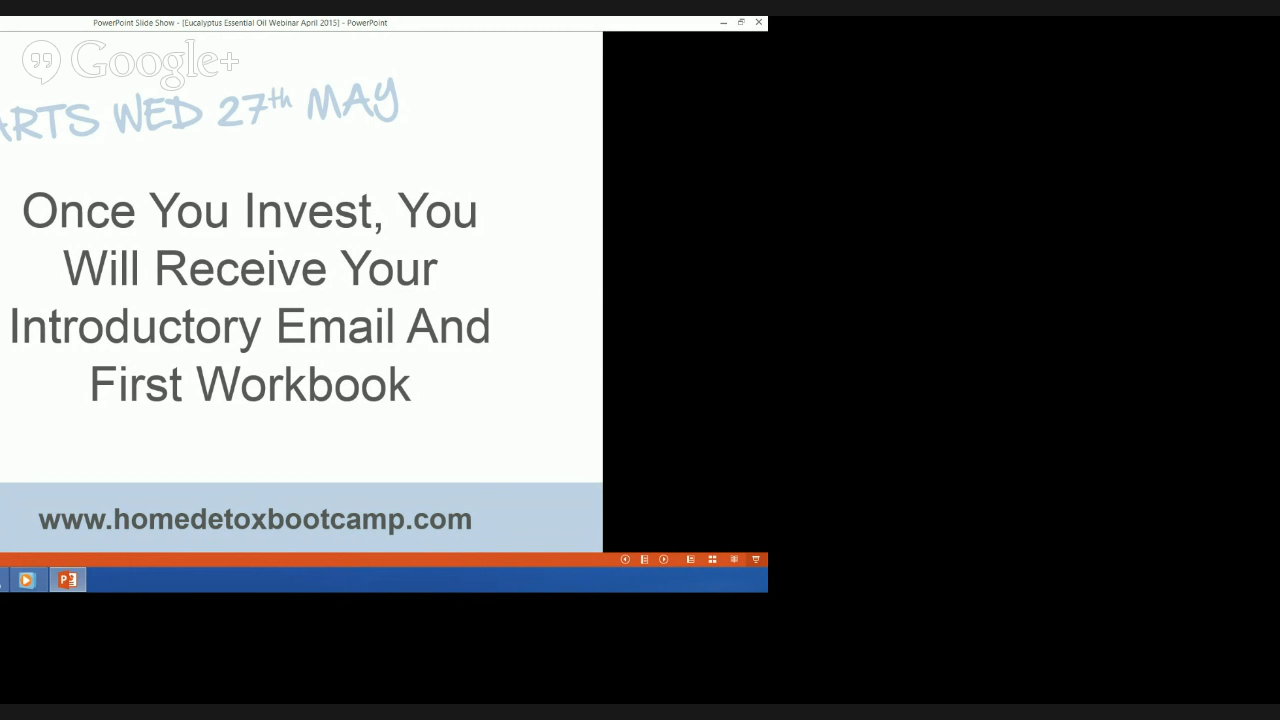 PowerPoint Slide Show - [Eucalyptus Essential Oil Webinar April 2015] - PowerPoint
Google+
ARTS WED 27th MAY
Once You Invest, You
Will Receive Your
Introductory Email And
First Workbook
www.homedetoxbootcamp.com